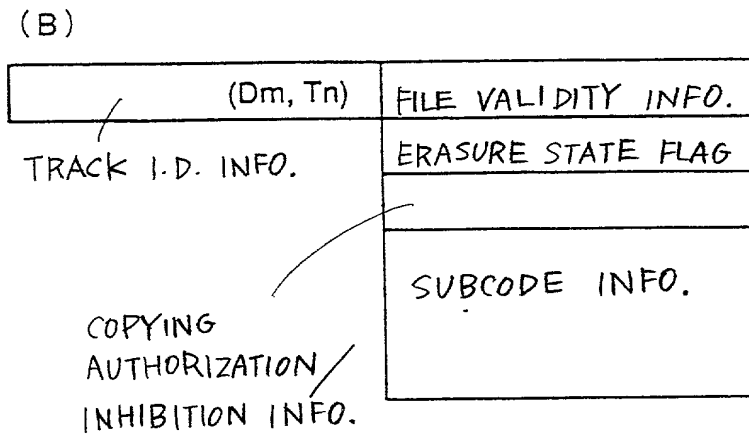 (B)
(Dm, Tn) FILE VALIDITY INFO.
TRACK I.D. INFO.
ERASURE STATE FLAG
SUBCODE INFO.
COPYING
AUTHORIZATION
INHIBITION INFO.